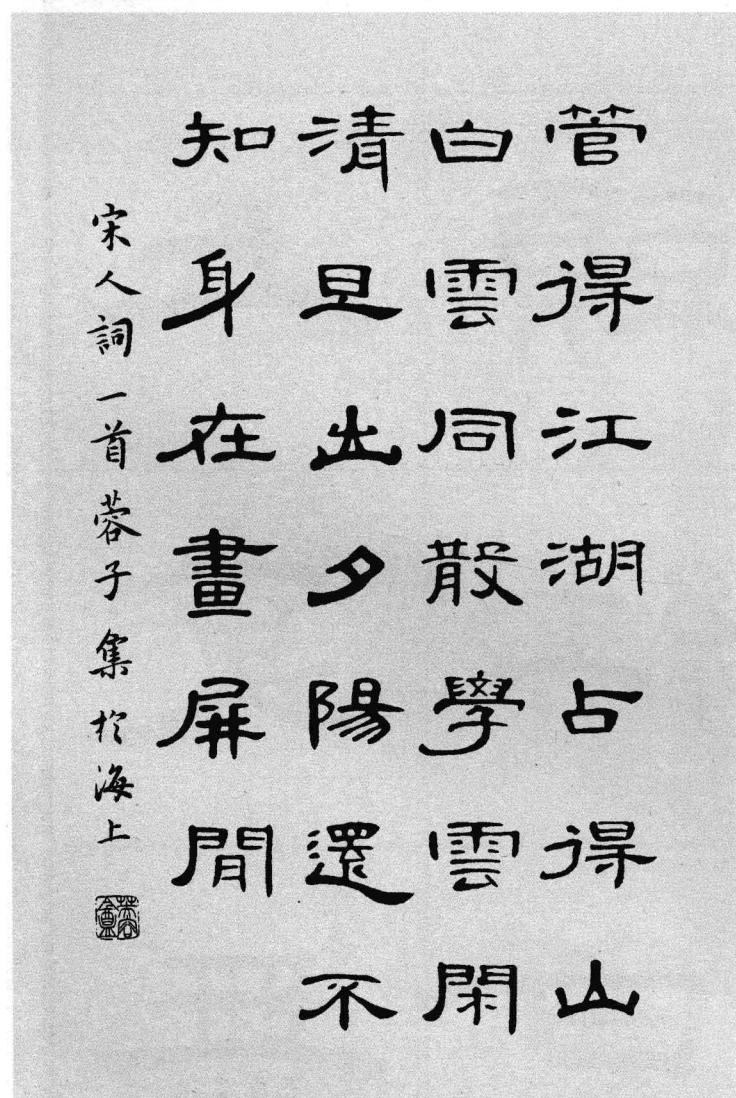 管得江湖占得山
白雲同散學雲閑
清旦出夕陽還不
知身在畫屏間
宋人詞一首蓉子集於海上
蓉盦